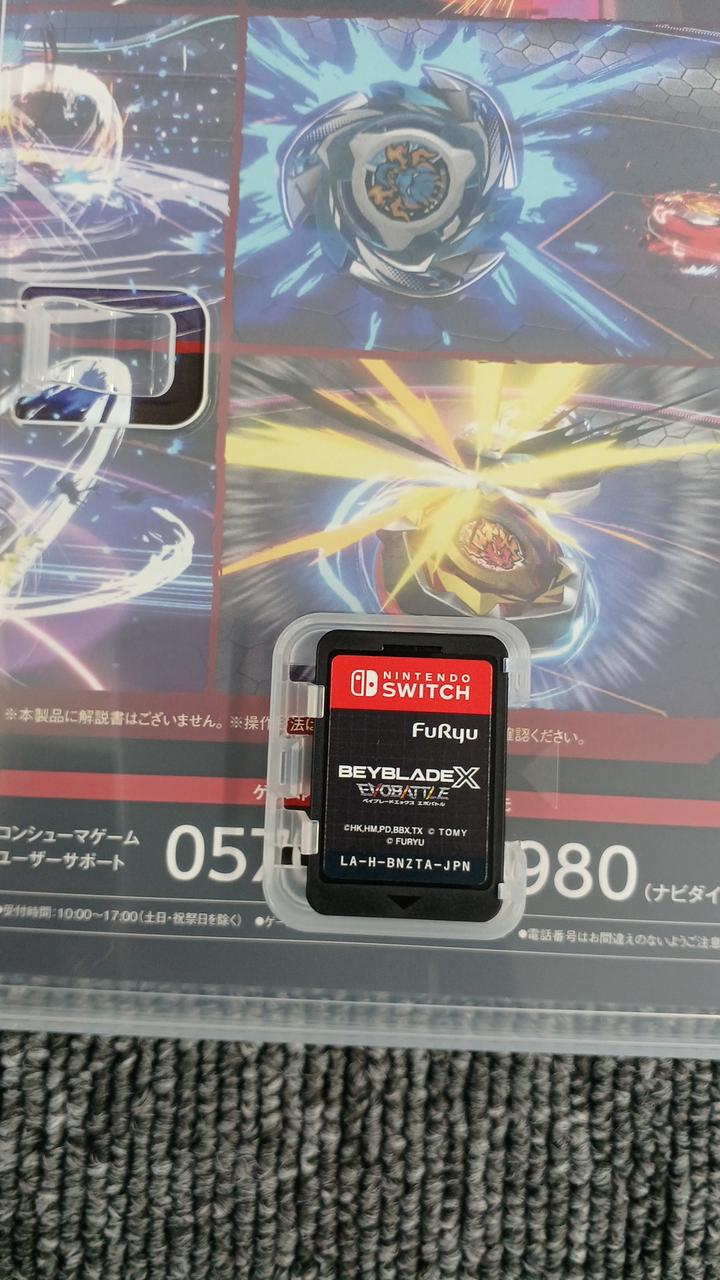 ※本製品に解説書はございません。 ※操作
法は
確認ください。
コンシューマゲーム
ユーザーサポート
057
980
(ナビダイ
●受付時間:10:00〜17:00(土日・祝祭日を除く) ●ゲー
●電話番号はお間違えのないようご注意
NINTENDO
SWITCH
FuRyu
BEYBLADE X
EVOBATTLE
ベイブレードエックス エボバトル
©HK,HM,PD,BBX,TX © TOMY
© FURYU
LA-H-BNZTA-JPN